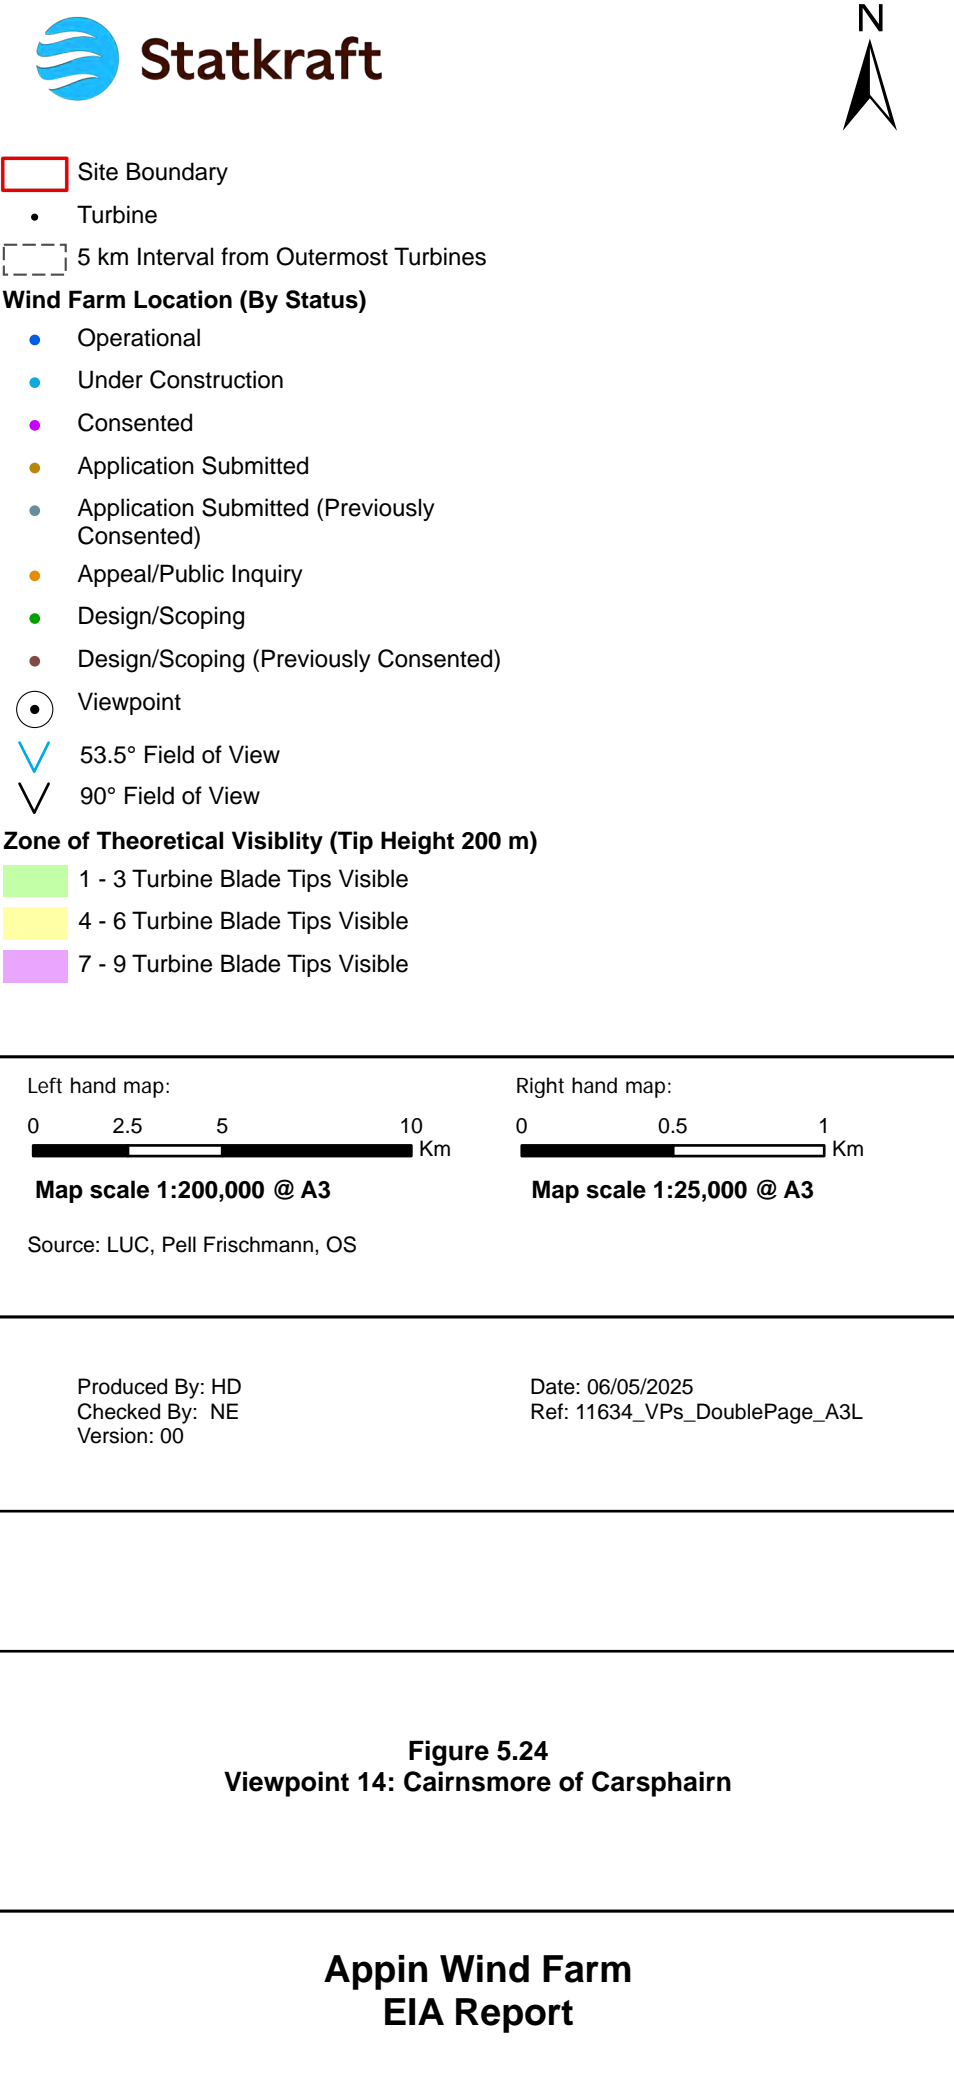 Statkraft
N
Site Boundary
Turbine
5 km Interval from Outermost Turbines
Wind Farm Location (By Status)
Operational
Under Construction
Consented
Application Submitted
Application Submitted (Previously
Consented)
Appeal/Public Inquiry
Design/Scoping
Design/Scoping (Previously Consented)
Viewpoint
53.5° Field of View
90° Field of View
Zone of Theoretical Visiblity (Tip Height 200 m)
1 - 3 Turbine Blade Tips Visible
4 - 6 Turbine Blade Tips Visible
7 - 9 Turbine Blade Tips Visible
Left hand map:
0 2.5 5 10
Km
Map scale 1:200,000 @ A3
Right hand map:
0 0.5 1
Km
Map scale 1:25,000 @ A3
Source: LUC, Pell Frischmann, OS
Produced By: HD
Checked By: NE
Version: 00
Date: 06/05/2025
Ref: 11634_VPs_DoublePage_A3L
Figure 5.24
Viewpoint 14: Cairnsmore of Carsphairn
Appin Wind Farm
EIA Report